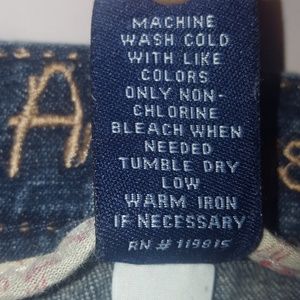 MACHINE
WASH COLD
WITH LIKE
COLORS
ONLY NON-
CHLORINE
BLEACH WHEN
NEEDED
TUMBLE DRY
LOW
WARM IRON
IF NECESSARY
RN # 119815